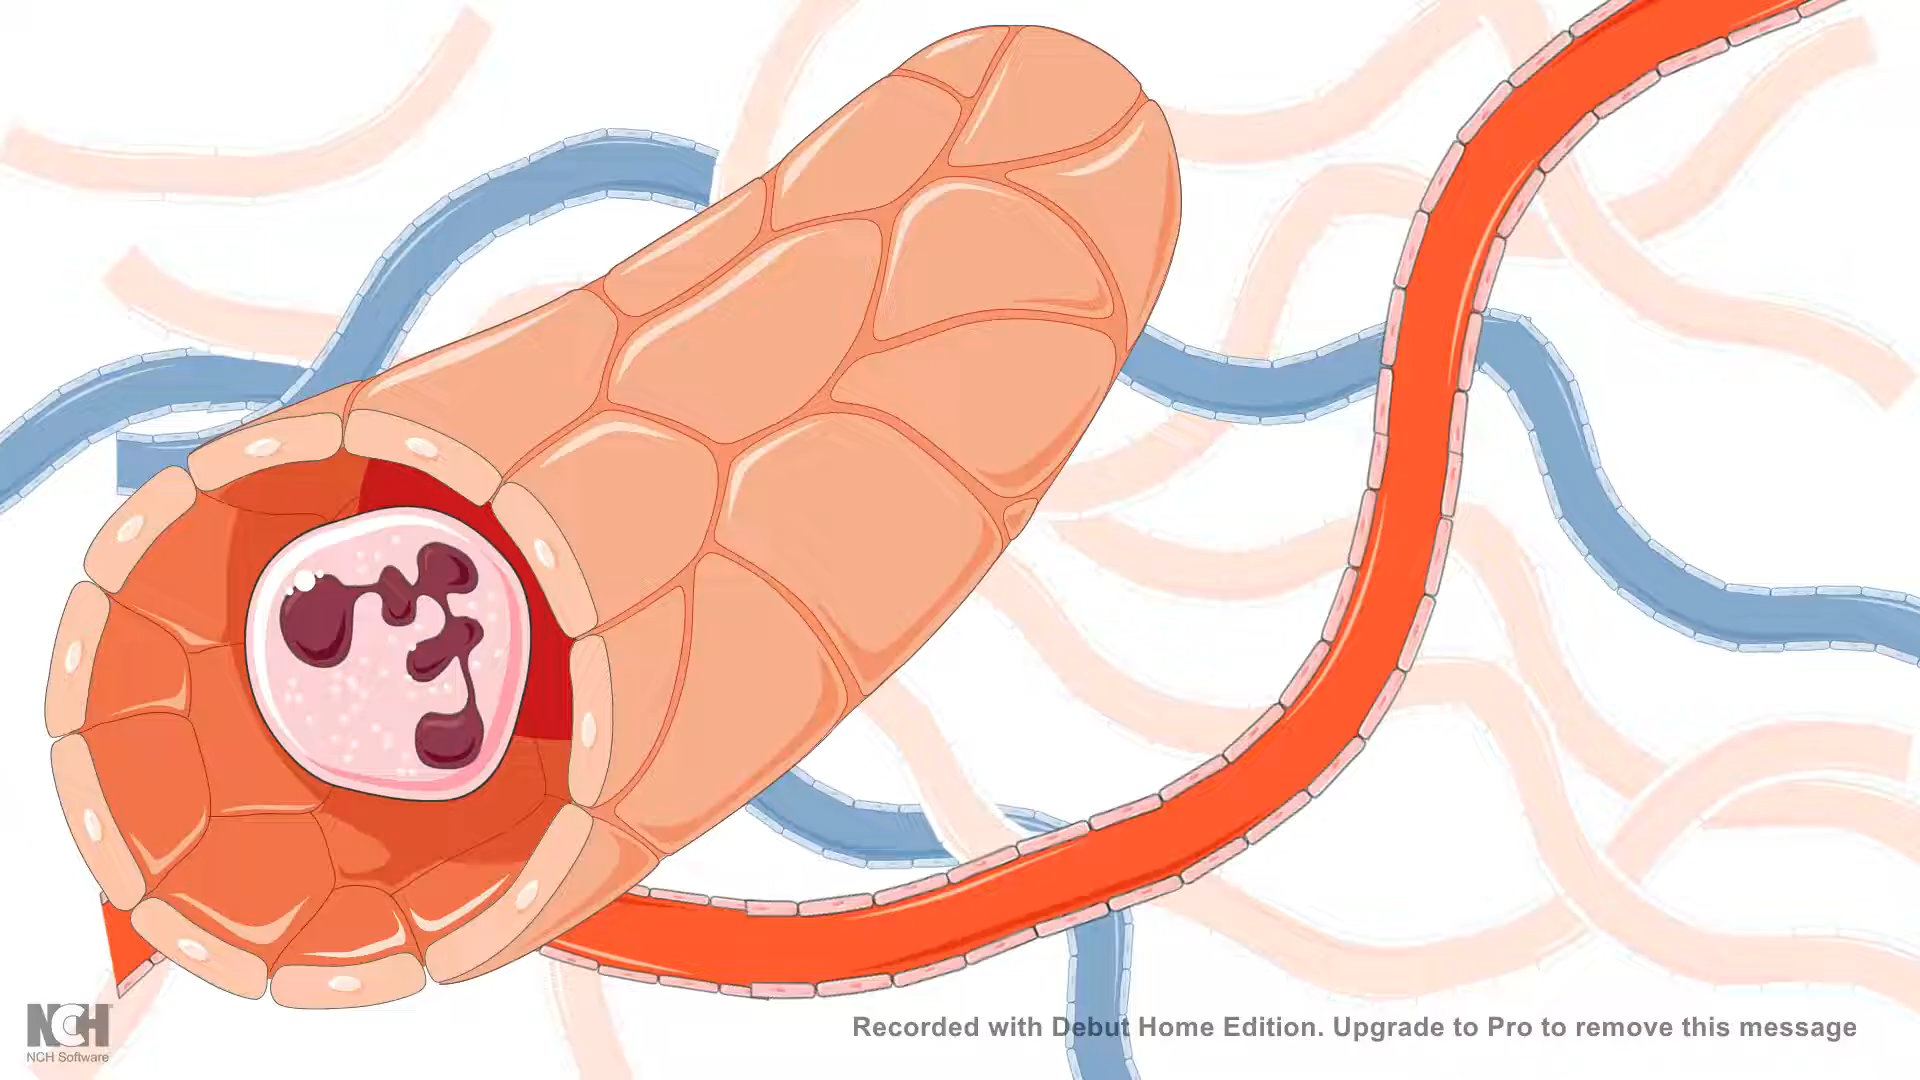 NCH
NCH Software
Recorded with Debut Home Edition. Upgrade to Pro to remove this message